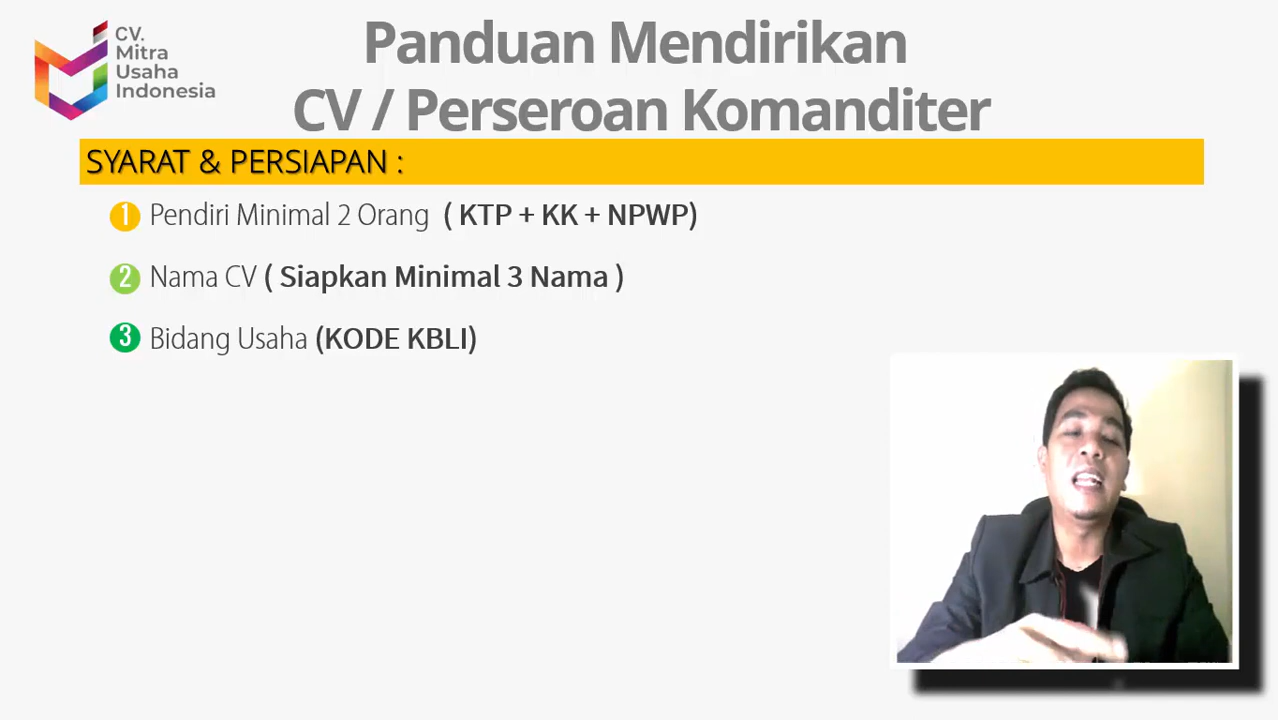 CV.
Mitra
Usaha
Indonesia
Panduan Mendirikan
CV / Perseroan Komanditer
SYARAT & PERSIAPAN :
1 Pendiri Minimal 2 Orang ( KTP + KK + NPWP)
2 Nama CV ( Siapkan Minimal 3 Nama )
3 Bidang Usaha (KODE KBLI)